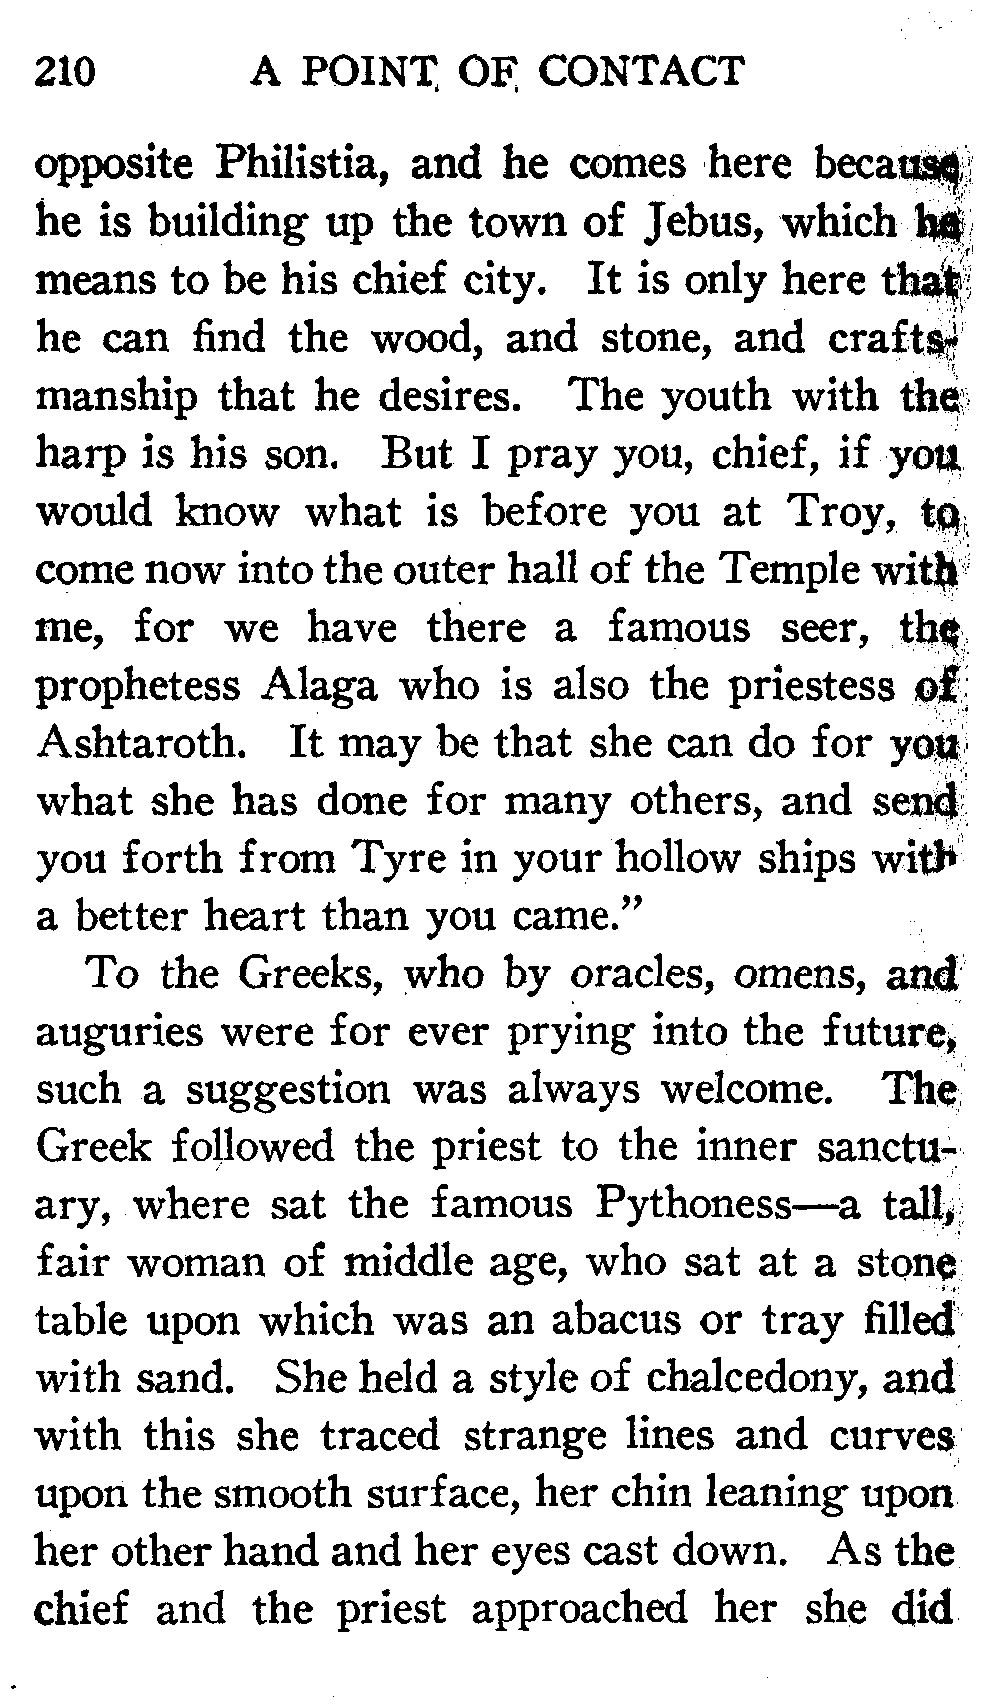 210 A POINT OF CONTACT
opposite Philistia, and he comes here because
he is building up the town of Jebus, which he
means to be his chief city. It is only here that
he can find the wood, and stone, and crafts-
manship that he desires. The youth with the
harp is his son. But I pray you, chief, if you
would know what is before you at Troy, to
come now into the outer hall of the Temple with
me, for we have there a famous seer, the
prophetess Alaga who is also the priestess of
Ashtaroth. It may be that she can do for you
what she has done for many others, and send
you forth from Tyre in your hollow ships with
a better heart than you came.”
To the Greeks, who by oracles, omens, and
auguries were for ever prying into the future,
such a suggestion was always welcome. The
Greek followed the priest to the inner sanctu-
ary, where sat the famous Pythoness—a tall,
fair woman of middle age, who sat at a stone
table upon which was an abacus or tray filled
with sand. She held a style of chalcedony, and
with this she traced strange lines and curves
upon the smooth surface, her chin leaning upon
her other hand and her eyes cast down. As the
chief and the priest approached her she did